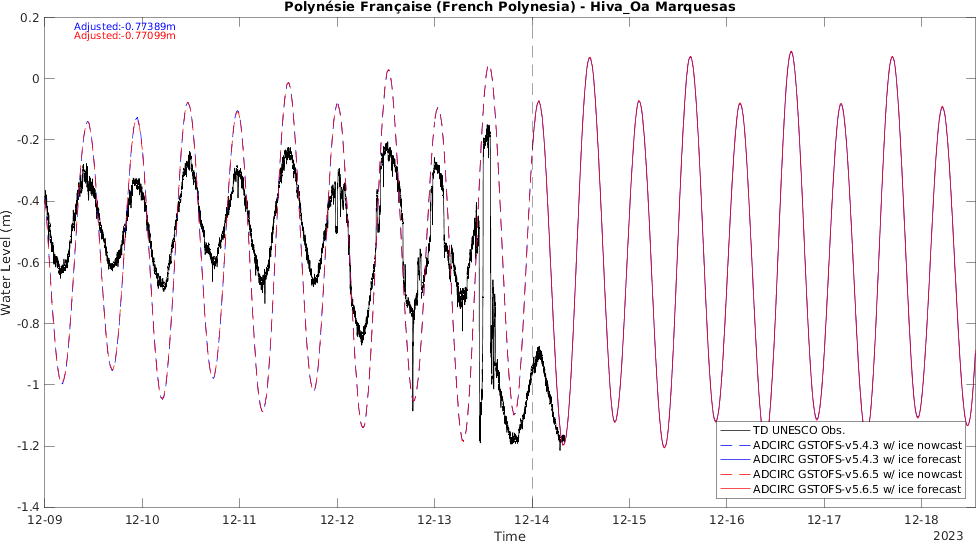 Polynésie Française (French Polynesia) - Hiva_Oa Marquesas
Adjusted:-0.77389m
Adjusted:-0.77099m
0.2
0
-0.2
-0.4
-0.6
-0.8
-1
-1.2
-1.4
Water Level (m)
TD UNESCO Obs.
ADCIRC GSTOFS-v5.4.3 w/ ice nowcast
ADCIRC GSTOFS-v5.4.3 w/ ice forecast
ADCIRC GSTOFS-v5.6.5 w/ ice nowcast
ADCIRC GSTOFS-v5.6.5 w/ ice forecast
12-09 12-10 12-11 12-12 12-13 12-14 12-15 12-16 12-17 12-18
Time
2023